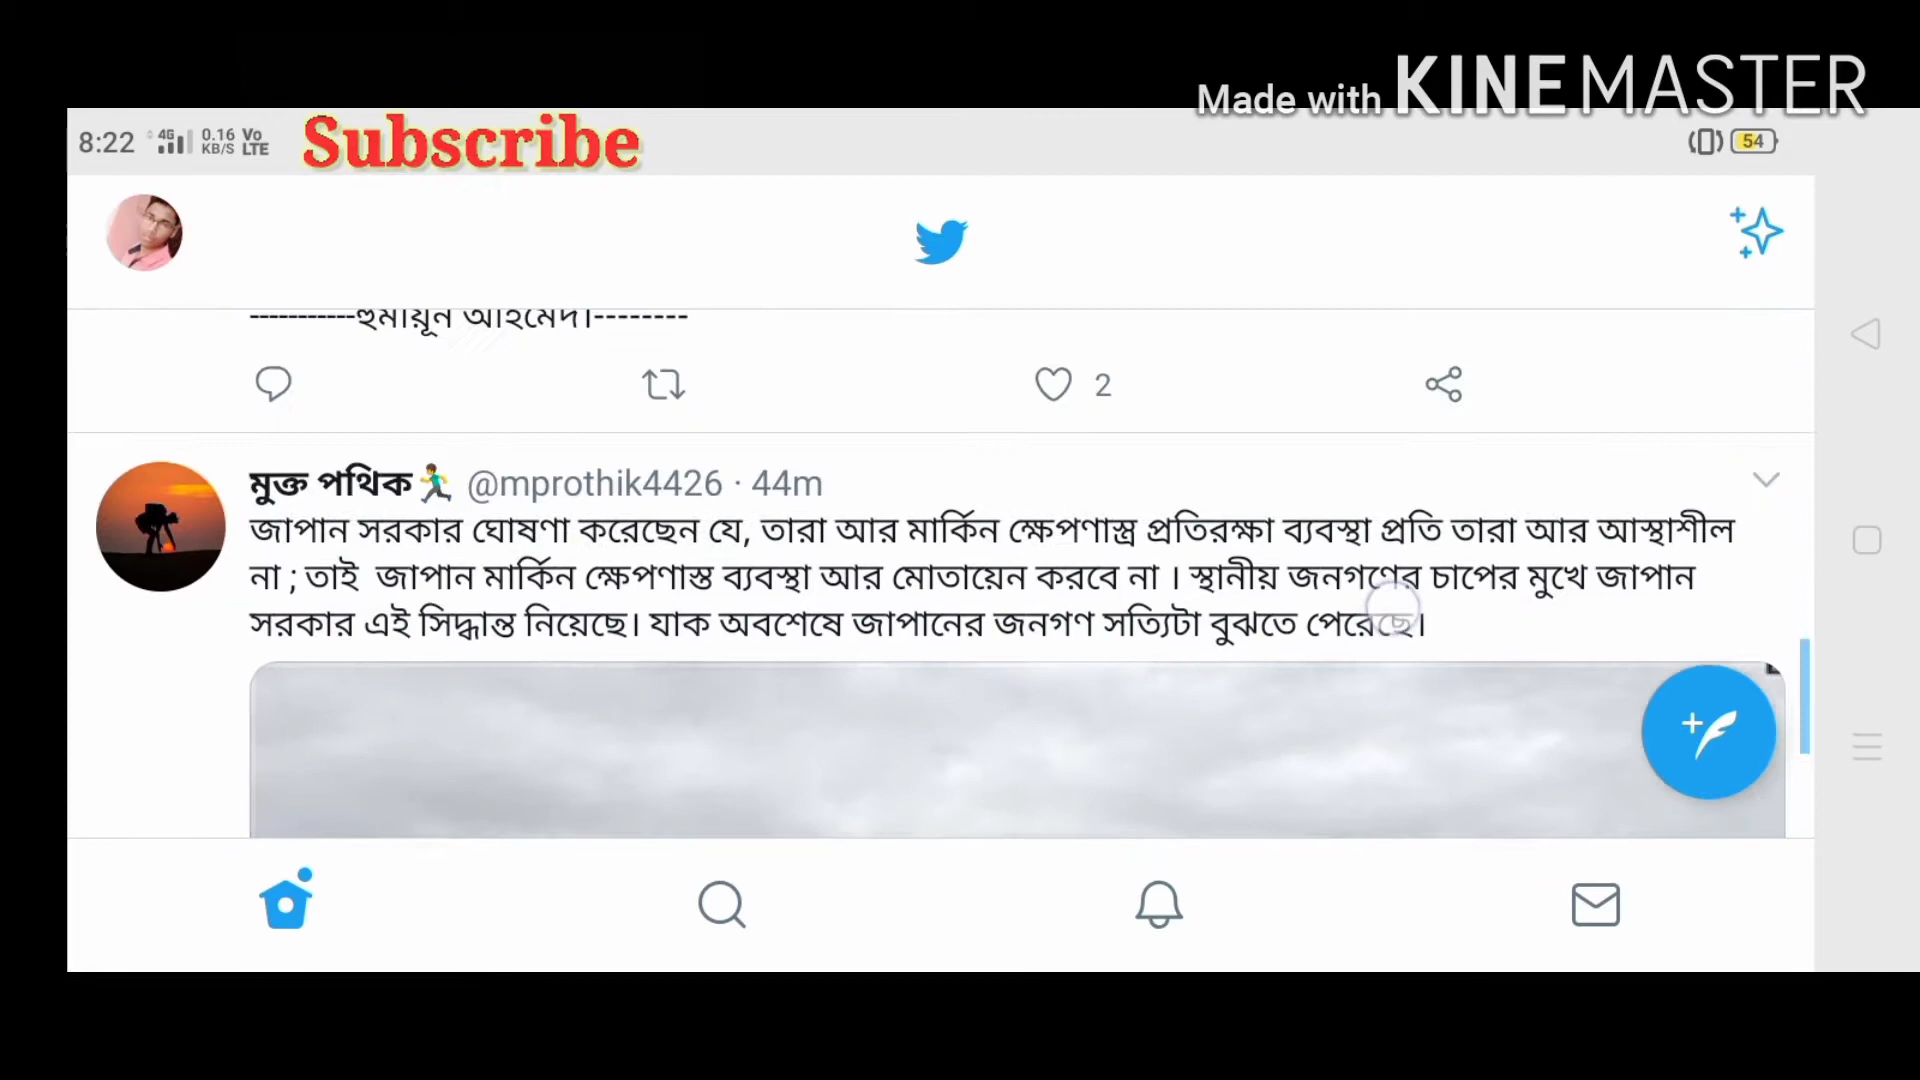 Made with KINEMASTER
8:22 4G 0.16 KB/S Vo LTE Subscribe 54
-----------হুমায়ূন আহমেদ।--------
2
মুক্ত পথিক🏃‍♂️ @mprothik4426 · 44m
জাপান সরকার ঘোষণা করেছেন যে, তারা আর মার্কিন ক্ষেপণাস্ত্র প্রতিরক্ষা ব্যবস্থা প্রতি তারা আর আস্থাশীল
না ; তাই জাপান মার্কিন ক্ষেপণাস্ত ব্যবস্থা আর মোতায়েন করবে না । স্থানীয় জনগণের চাপের মুখে জাপান
সরকার এই সিদ্ধান্ত নিয়েছে। যাক অবশেষে জাপানের জনগণ সত্যিটা বুঝতে পেরেছে।